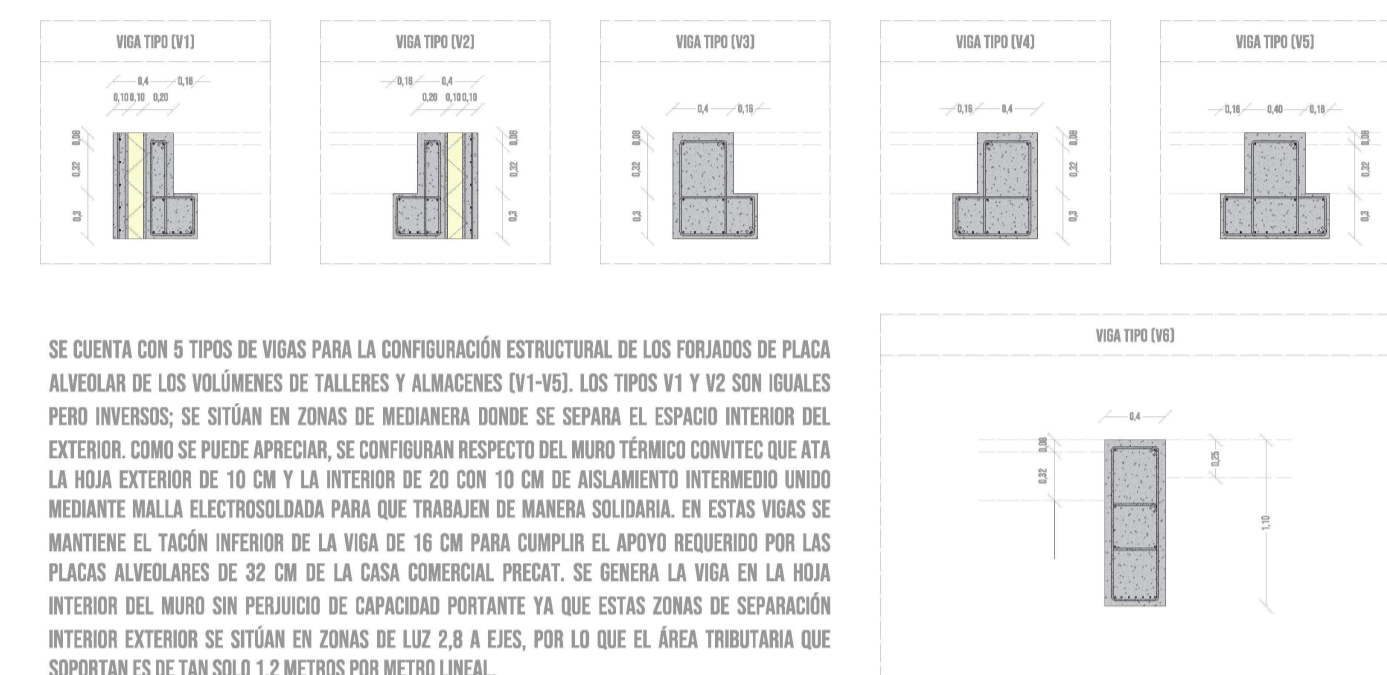 VIGA TIPO (V1)
VIGA TIPO (V2)
VIGA TIPO (V3)
VIGA TIPO (V4)
VIGA TIPO (V5)
0,4 0,16
0,10 0,10 0,20
0,08
0,32
0,3
0,16 0,4
0,20 0,10 0,10
0,08
0,32
0,3
0,4 0,16
0,08
0,32
0,3
0,16 0,4
0,08
0,32
0,3
0,16 0,40 0,16
0,08
0,32
0,3
SE CUENTA CON 5 TIPOS DE VIGAS PARA LA CONFIGURACIÓN ESTRUCTURAL DE LOS FORJADOS DE PLACA
ALVEOLAR DE LOS VOLÚMENES DE TALLERES Y ALMACENES (V1-V5). LOS TIPOS V1 Y V2 SON IGUALES
PERO INVERSOS; SE SITÚAN EN ZONAS DE MEDIANERA DONDE SE SEPARA EL ESPACIO INTERIOR DEL
EXTERIOR. COMO SE PUEDE APRECIAR, SE CONFIGURAN RESPECTO DEL MURO TÉRMICO CONVITEC QUE ATA
LA HOJA EXTERIOR DE 10 CM Y LA INTERIOR DE 20 CON 10 CM DE AISLAMIENTO INTERMEDIO UNIDO
MEDIANTE MALLA ELECTROSOLDADA PARA QUE TRABAJEN DE MANERA SOLIDARIA. EN ESTAS VIGAS SE
MANTIENE EL TACÓN INFERIOR DE LA VIGA DE 16 CM PARA CUMPLIR EL APOYO REQUERIDO POR LAS
PLACAS ALVEOLARES DE 32 CM DE LA CASA COMERCIAL PRECAT. SE GENERA LA VIGA EN LA HOJA
INTERIOR DEL MURO SIN PERJUICIO DE CAPACIDAD PORTANTE YA QUE ESTAS ZONAS DE SEPARACIÓN
INTERIOR EXTERIOR SE SITÚAN EN ZONAS DE LUZ 2,8 A EJES, POR LO QUE EL ÁREA TRIBUTARIA QUE
SOPORTAN ES DE TAN SOLO 1,2 METROS POR METRO LINEAL.
VIGA TIPO (V6)
0,4
0,08
0,32
0,25
1,10